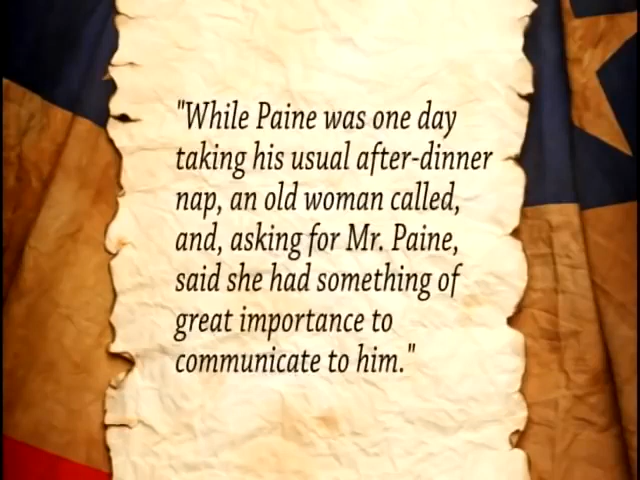 "While Paine was one day
taking his usual after-dinner
nap, an old woman called,
and, asking for Mr. Paine,
said she had something of
great importance to
communicate to him."